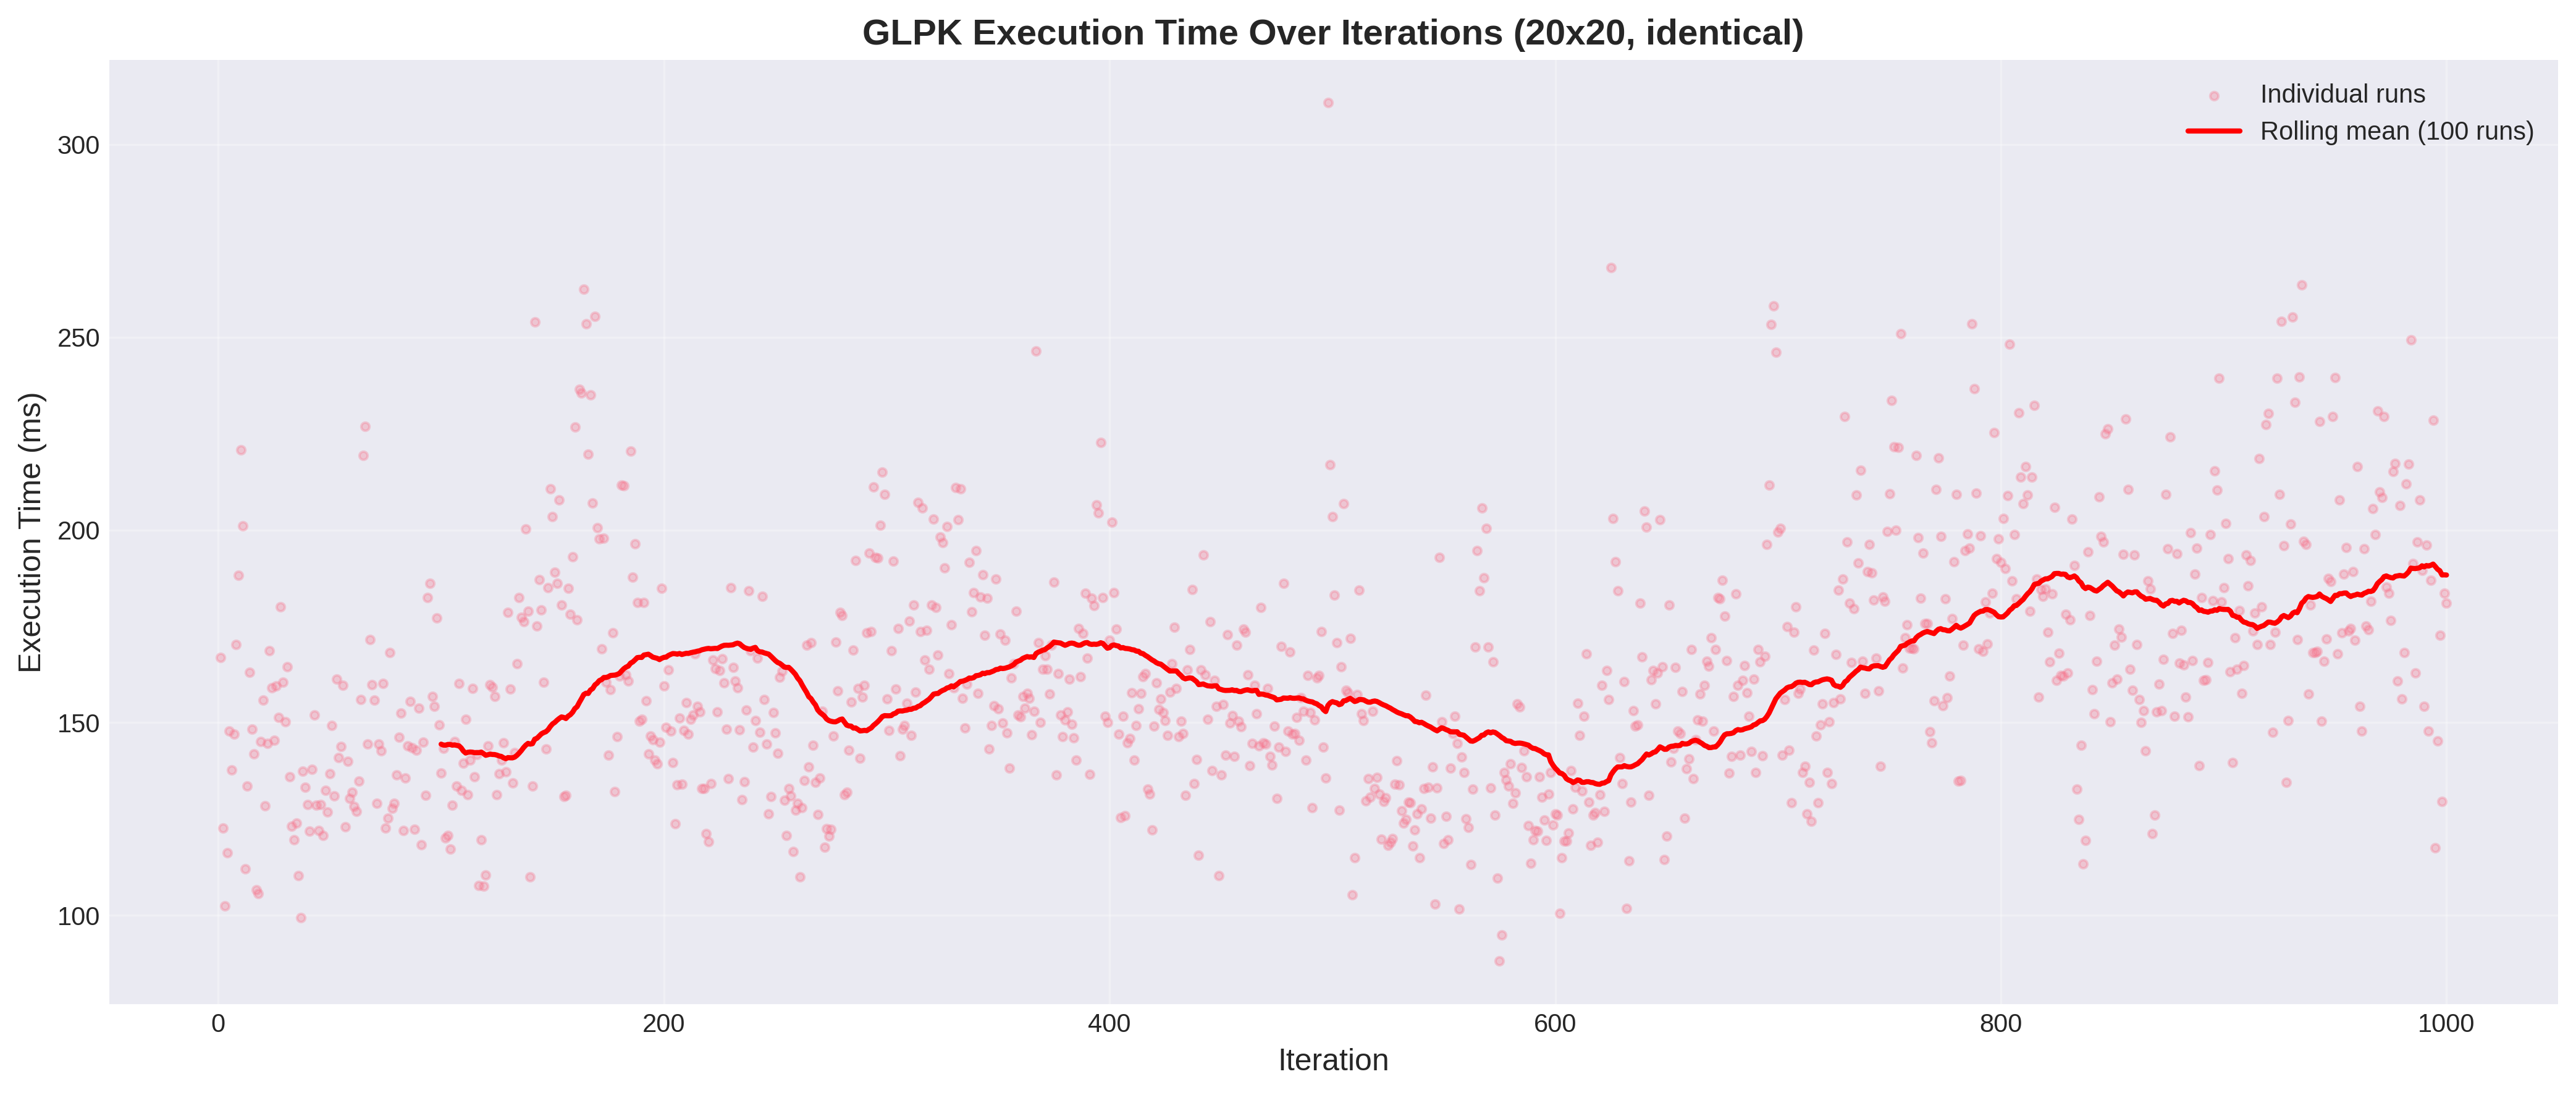 GLPK Execution Time Over Iterations (20x20, identical)
Individual runs
Rolling mean (100 runs)
Execution Time (ms)
300
250
200
150
100
0 200 400 600 800 1000
Iteration